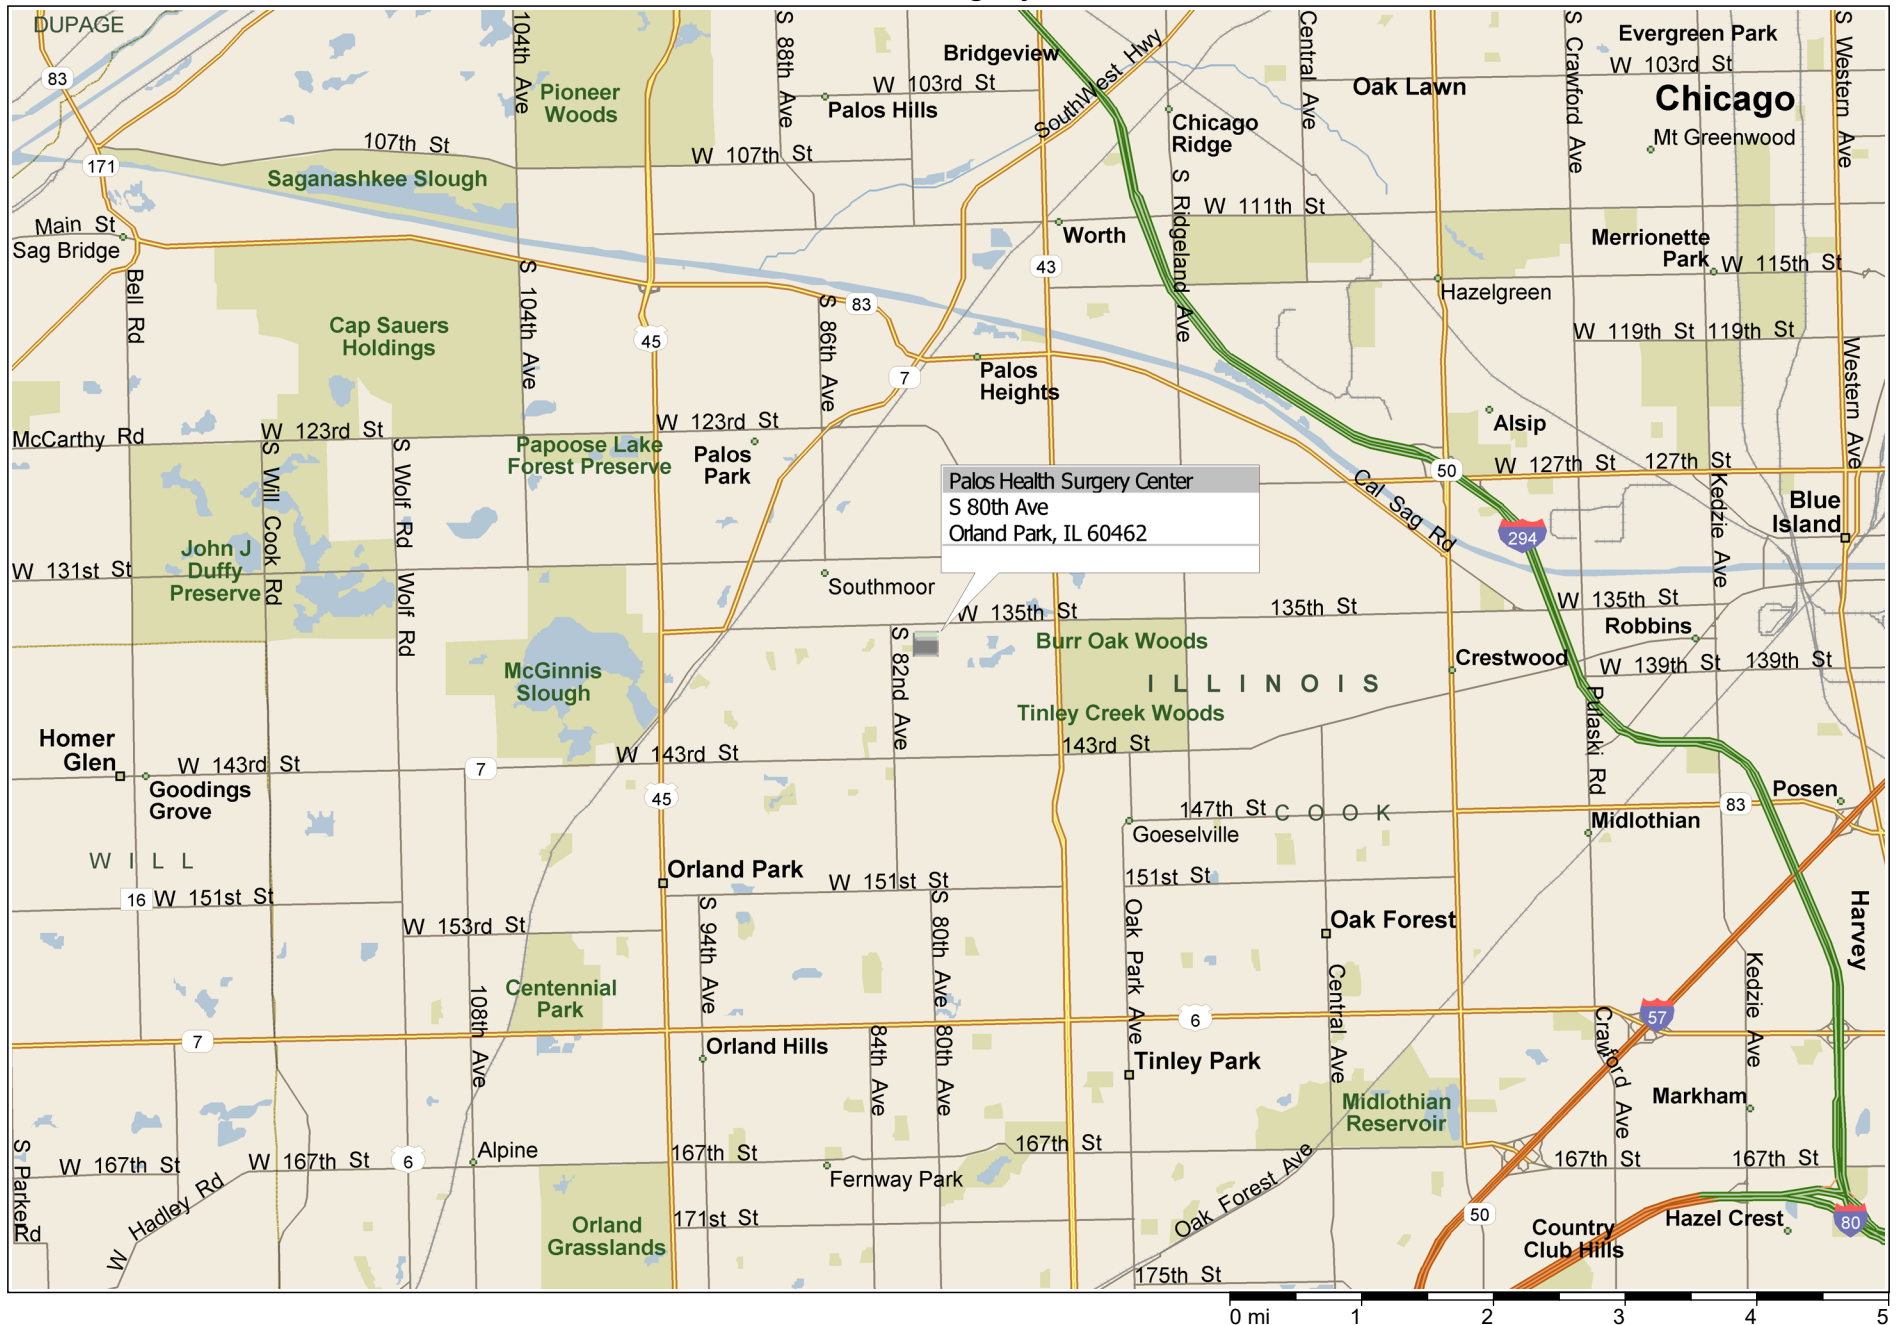 DUPAGE
83
104th Ave
S 88th Ave
Bridgeview
SouthWest Hwy
Central Ave
S Crawford Ave
Evergreen Park
S Western Ave
W 103rd St
W 103rd St
Oak Lawn
Chicago
Pioneer
Woods
Palos Hills
Chicago
Ridge
Mt Greenwood
107th St
W 107th St
171
Saganashkee Slough
S Ridgeland Ave
W 111th St
Main St
Sag Bridge
Worth
Merrionette
Park
W 115th St
43
Bell Rd
S 104th Ave
Hazelgreen
83
S 86th Ave
Cap Sauers
Holdings
45
W 119th St
119th St
Western Ave
7
Palos
Heights
Alsip
McCarthy Rd
W 123rd St
W 123rd St
Papoose Lake
Forest Preserve
Palos
Park
S Will Cook Rd
S Wolf Rd
50
W 127th St
127th St
Palos Health Surgery Center
S 80th Ave
Orland Park, IL 60462
Cal Sag Rd
Kedzie Ave
Blue
Island
294
John J
Duffy
Preserve
W 131st St
Wolf Rd
Southmoor
W 135th St
135th St
W 135th St
Robbins
S 82nd Ave
Burr Oak Woods
McGinnis
Slough
Crestwood
W 139th St
139th St
ILLINOIS
Tinley Creek Woods
Pulaski Rd
Homer
Glen
W 143rd St
7
W 143rd St
143rd St
Goodings
Grove
45
147th St
COOK
83
Posen
Goeselville
Midlothian
WILL
Orland Park
W 151st St
151st St
16
W 151st St
S 94th Ave
S 80th Ave
Oak Park Ave
Oak Forest
Harvey
W 153rd St
Central Ave
Kedzie Ave
Centennial
Park
108th Ave
6
57
Crawford Ave
7
Orland Hills
84th Ave
80th Ave
Tinley Park
Markham
Midlothian
Reservoir
S Parker
Rd
W 167th St
W 167th St
6
Alpine
167th St
167th St
167th St
167th St
Fernway Park
W Hadley Rd
Oak Forest Ave
Orland
Grasslands
171st St
50
Country
Club Hills
Hazel Crest
80
175th St
0 mi 1 2 3 4 5